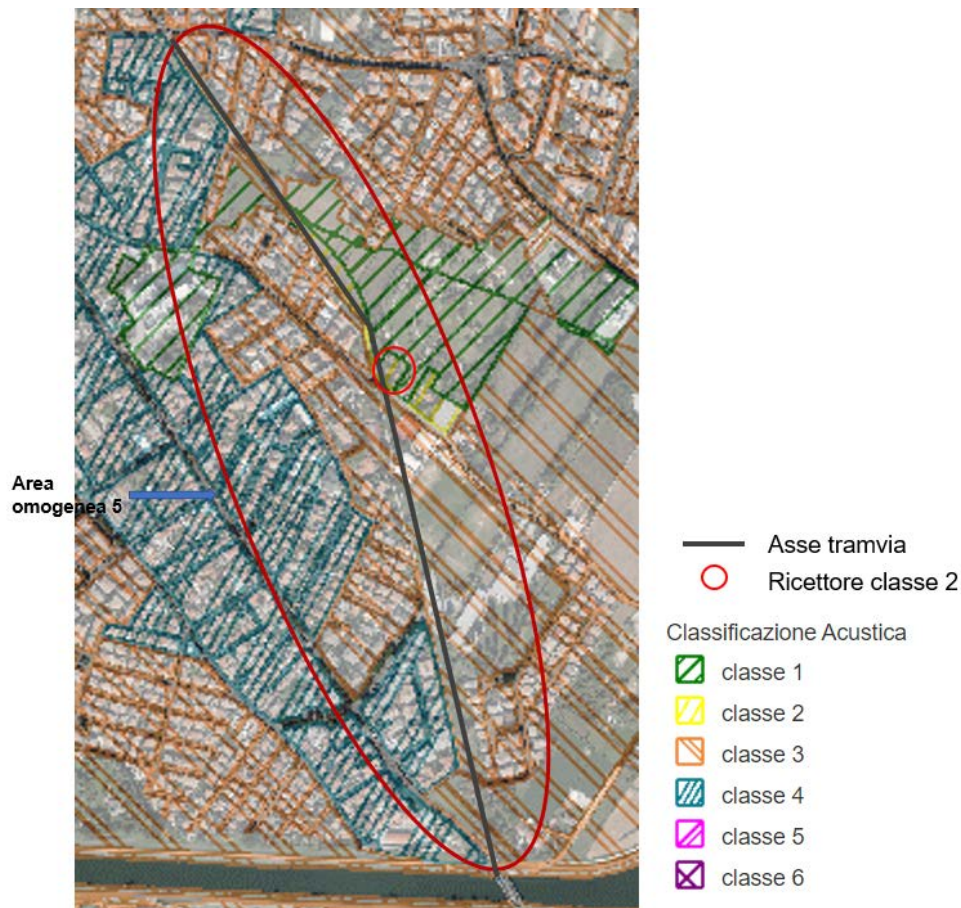 Area
omogenea 5
Asse tramvia
Ricettore classe 2
Classificazione Acustica
classe 1
classe 2
classe 3
classe 4
classe 5
classe 6